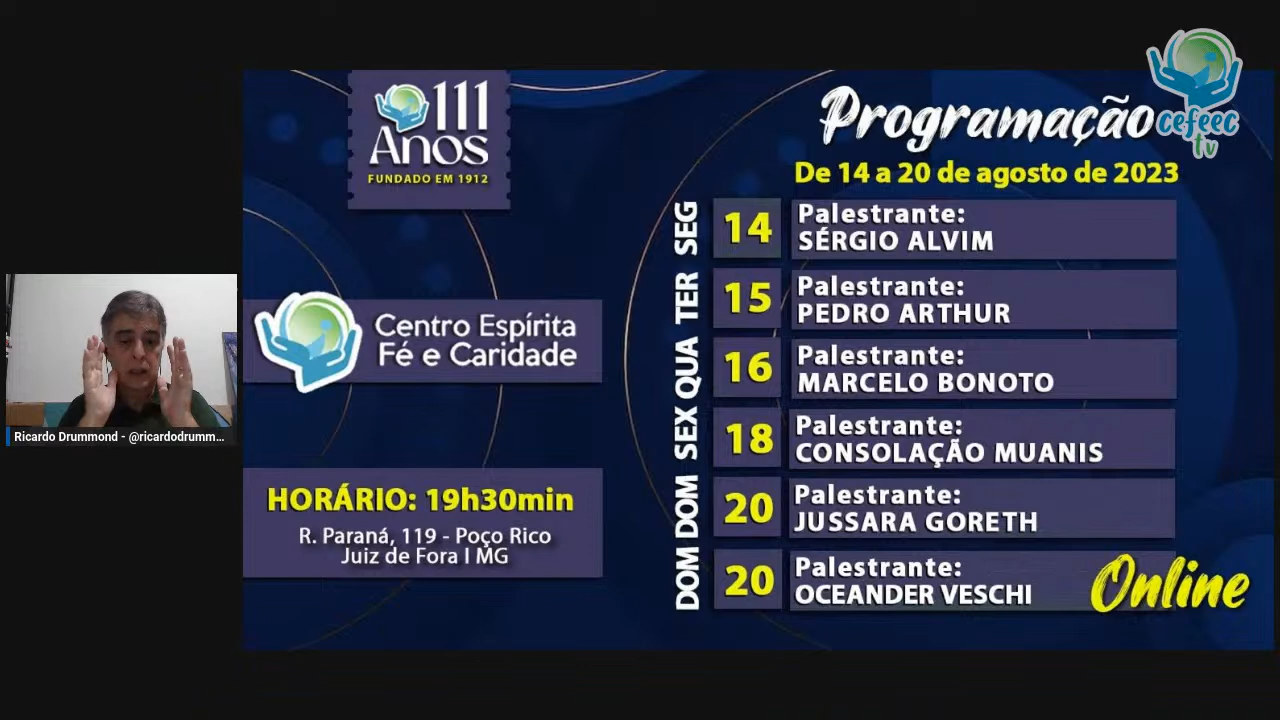 cefeec
tv
111
Anos
FUNDADO EM 1912
Centro Espírita
Fé e Caridade
HORÁRIO: 19h30min
R. Paraná, 119 - Poço Rico
Juiz de Fora I MG
Programação
De 14 a 20 de agosto de 2023
SEG
14
Palestrante:
SÉRGIO ALVIM
TER
15
Palestrante:
PEDRO ARTHUR
QUA
16
Palestrante:
MARCELO BONOTO
SEX
18
Palestrante:
CONSOLAÇÃO MUANIS
DOM
20
Palestrante:
JUSSARA GORETH
DOM
20
Palestrante:
OCEANDER VESCHI
Online
Ricardo Drummond - @ricardodrumm...